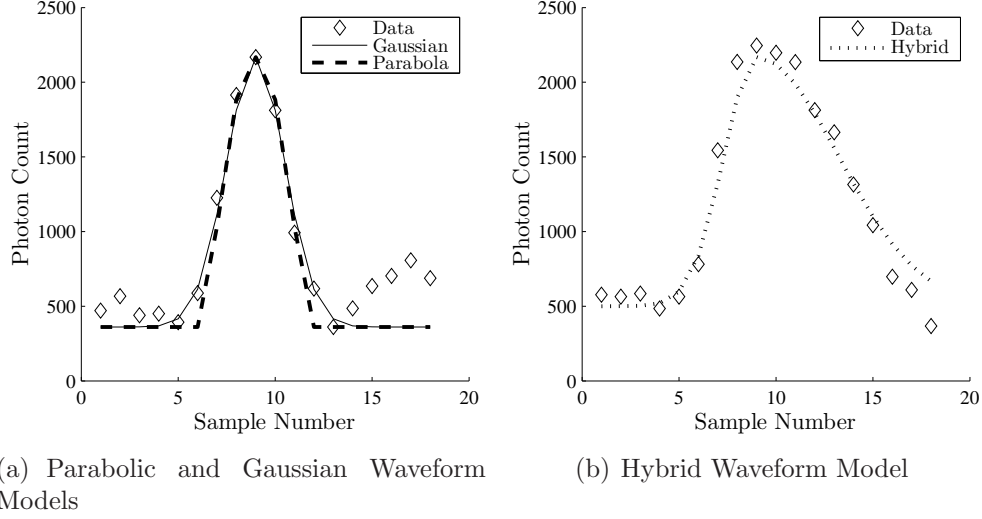 2500
2000
1500
1000
500
0
0 5 10 15 20
Photon Count
Sample Number
Data
Gaussian
Parabola
(a) Parabolic and Gaussian Waveform
Models
2500
2000
1500
1000
500
0
0 5 10 15 20
Photon Count
Sample Number
Data
Hybrid
(b) Hybrid Waveform Model